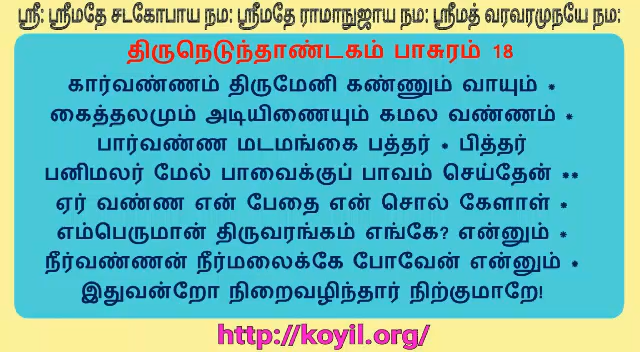 ஸ்ரீ: ஸ்ரீமதே சடகோபாய நம: ஸ்ரீமதே ராமாநுஜாய நம: ஸ்ரீமத் வரவரமுநயே நம:
திருநெடுந்தாண்டகம் பாசுரம் 18
கார்வண்ணம் திருமேனி கண்ணும் வாயும் *
கைத்தலமும் அடியிணையும் கமல வண்ணம் *
பார்வண்ண மடமங்கை பத்தர் * பித்தர்
பனிமலர் மேல் பாவைக்குப் பாவம் செய்தேன் **
ஏர் வண்ண என் பேதை என் சொல் கேளாள் *
எம்பெருமான் திருவரங்கம் எங்கே? என்னும் *
நீர்வண்ணன் நீர்மலைக்கே போவேன் என்னும் *
இதுவன்றோ நிறைவழிந்தார் நிற்குமாறே!
http://koyil.org/